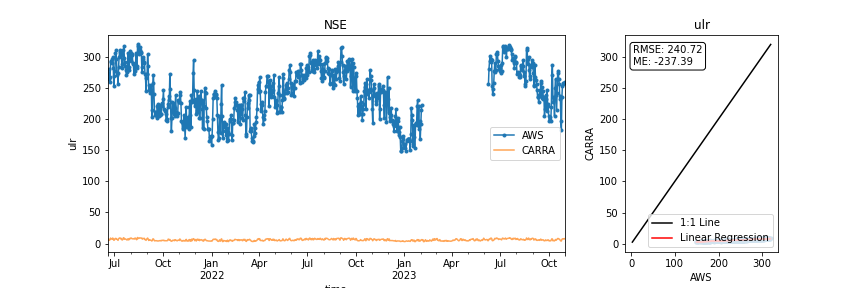 NSE
300
250
200
150
100
50
0
ulr
AWS
CARRA
Jul
Oct
Jan
2022
Apr
Jul
Oct
Jan
2023
Apr
Jul
Oct
time
ulr
RMSE: 240.72
ME: -237.39
300
250
200
150
100
50
0
CARRA
1:1 Line
Linear Regression
0
100
200
300
AWS